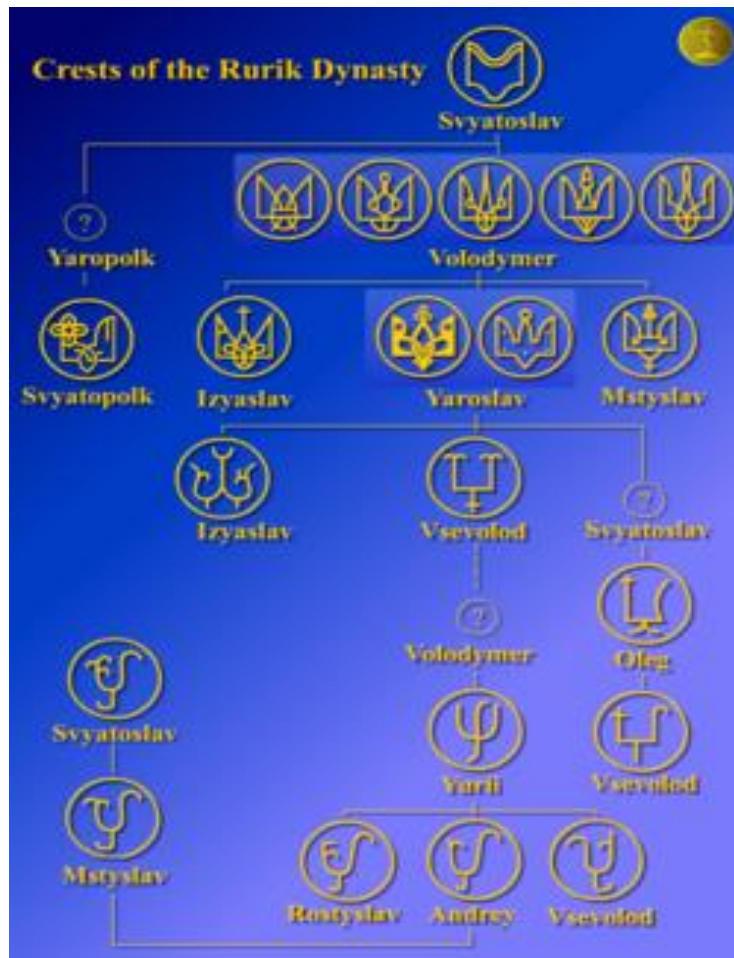 Crests of the Rurik Dynasty
Svyatoslav
?
Yaropolk
Volodymer
Svyatopolk
Izyaslav
Yaroslav
Mstyslav
Izyaslav
Vsevolod
?
Svyatoslav
?
Volodymer
Oleg
Svyatoslav
Yurii
Vsevolod
Mstyslav
Rostyslav
Andrey
Vsevolod